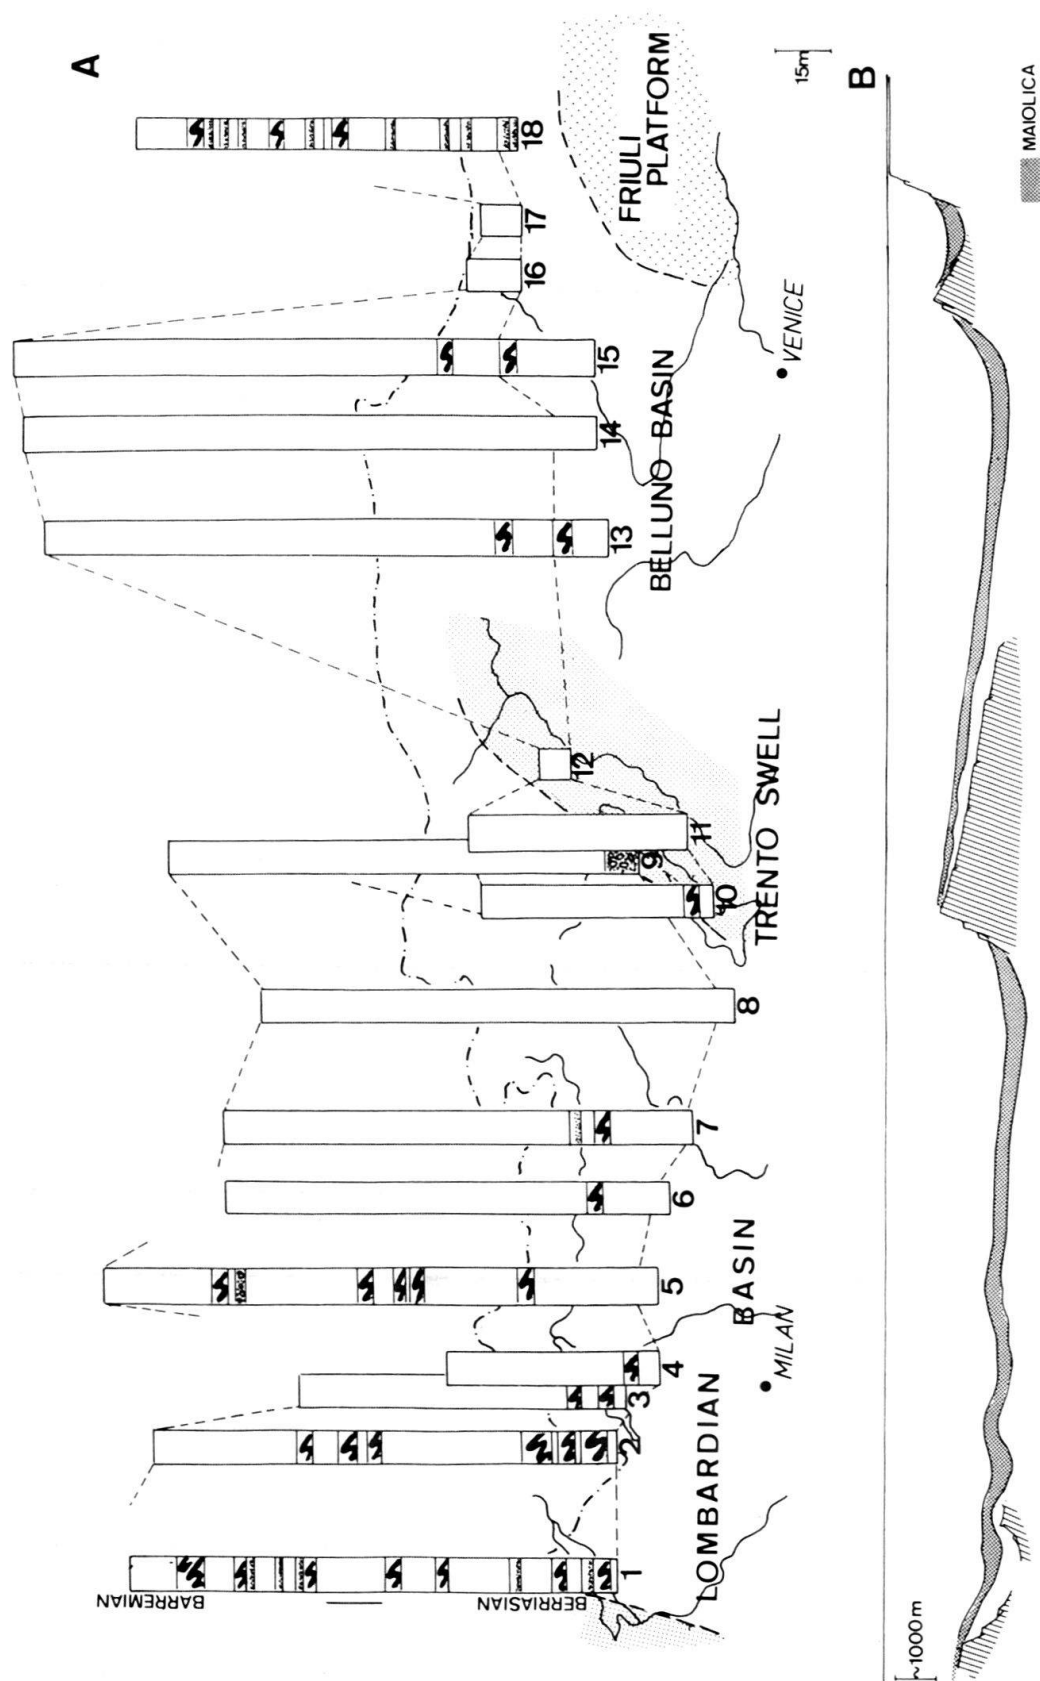 A
BARREMIAN
BERRIASIAN
1
2
3
4
5
6
7
8
9
10
11
12
13
14
15
16
17
18
LOMBARDIAN
BASIN
MILAN
TRENTO SWELL
BELLUNO BASIN
VENICE
FRIULI
PLATFORM
15m
B
~1000m
MAIOLICA